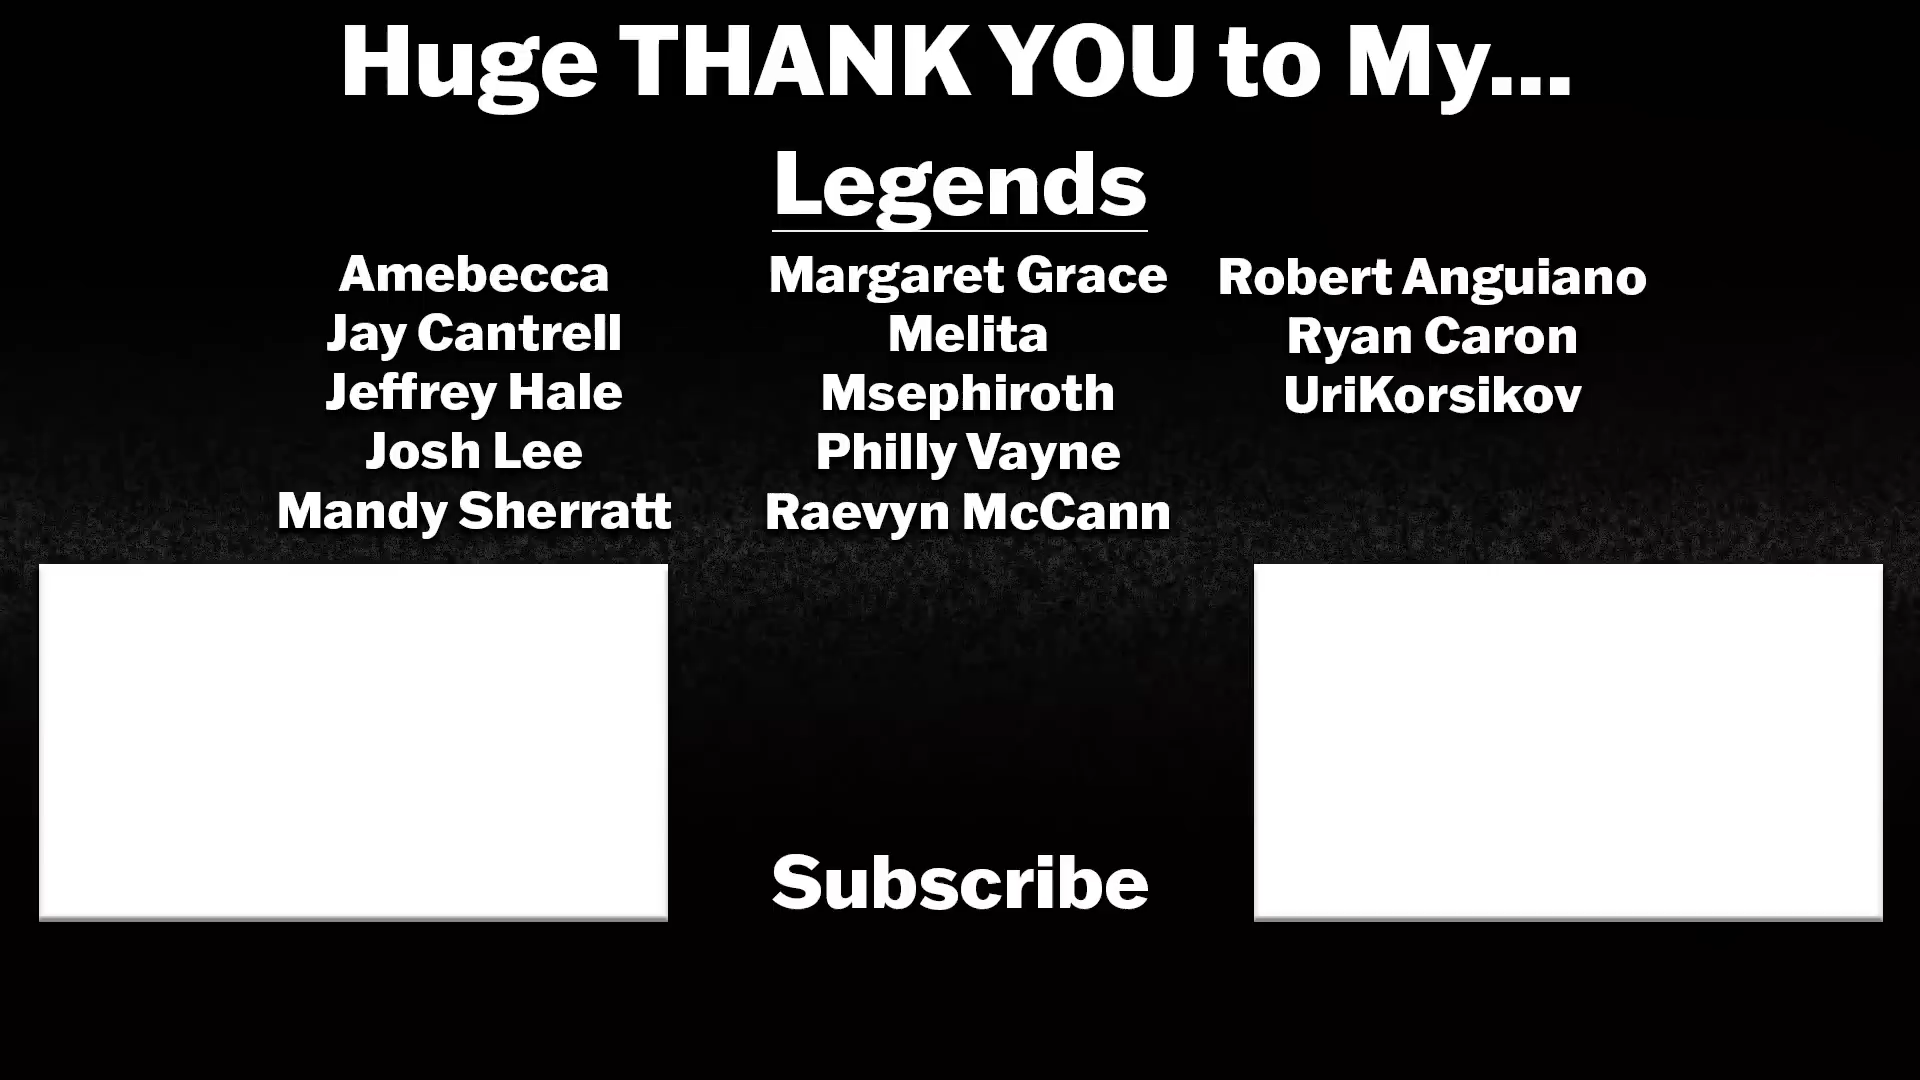 Huge THANK YOU to My...
Legends
Amebecca
Jay Cantrell
Jeffrey Hale
Josh Lee
Mandy Sherratt
Margaret Grace
Melita
Msephiroth
Philly Vayne
Raevyn McCann
Robert Anguiano
Ryan Caron
UriKorsikov
Subscribe